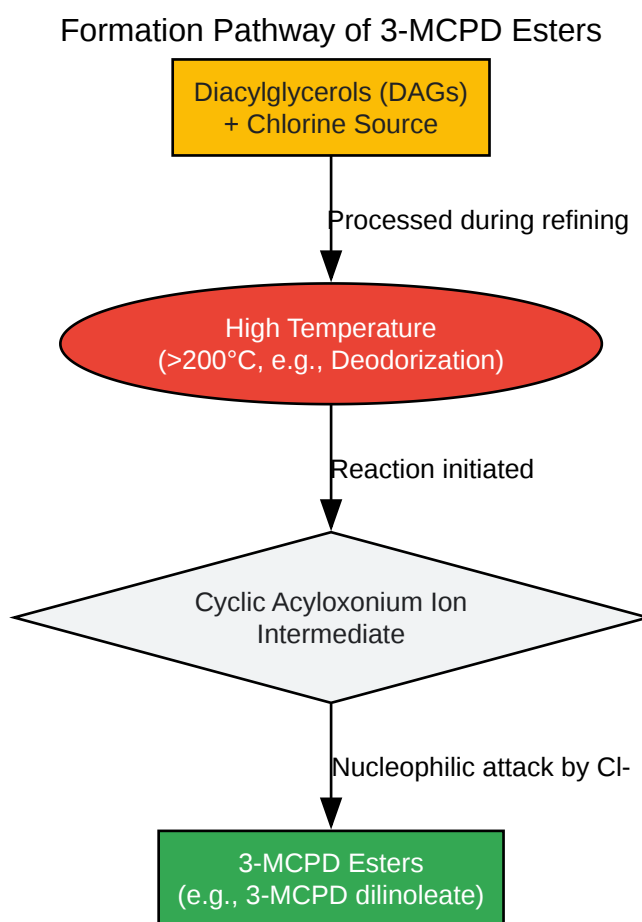 Formation Pathway of 3-MCPD Esters
Diacylglycerols (DAGs)
+ Chlorine Source
Processed during refining
High Temperature
(>200°C, e.g., Deodorization)
Reaction initiated
Cyclic Acyloxonium Ion
Intermediate
Nucleophilic attack by Cl-
3-MCPD Esters
(e.g., 3-MCPD dilinoleate)